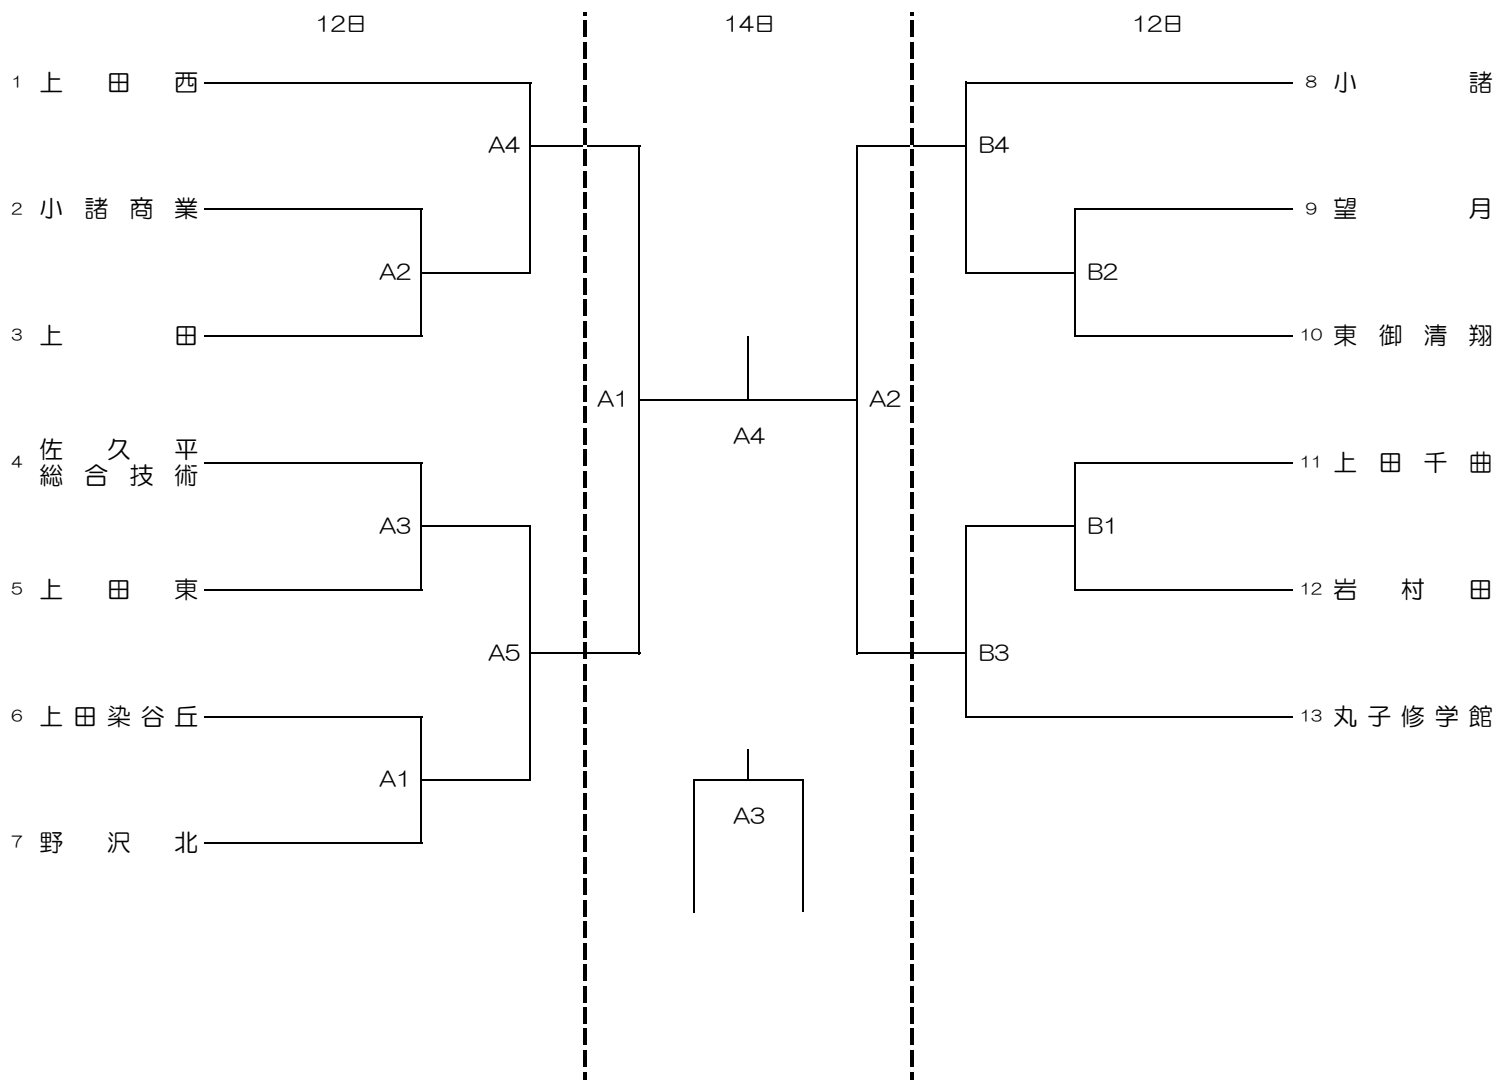 12日 14日 12日
1 上田西
A4
2 小諸商業
A2
3 上田
4 佐久平
総合技術
A3
5 上田東
A5
6 上田染谷丘
A1
7 野沢北
A1
A4
A2
A3
8 小諸
B4
9 望月
B2
10 東御清翔
11 上田千曲
B1
12 岩村田
B3
13 丸子修学館